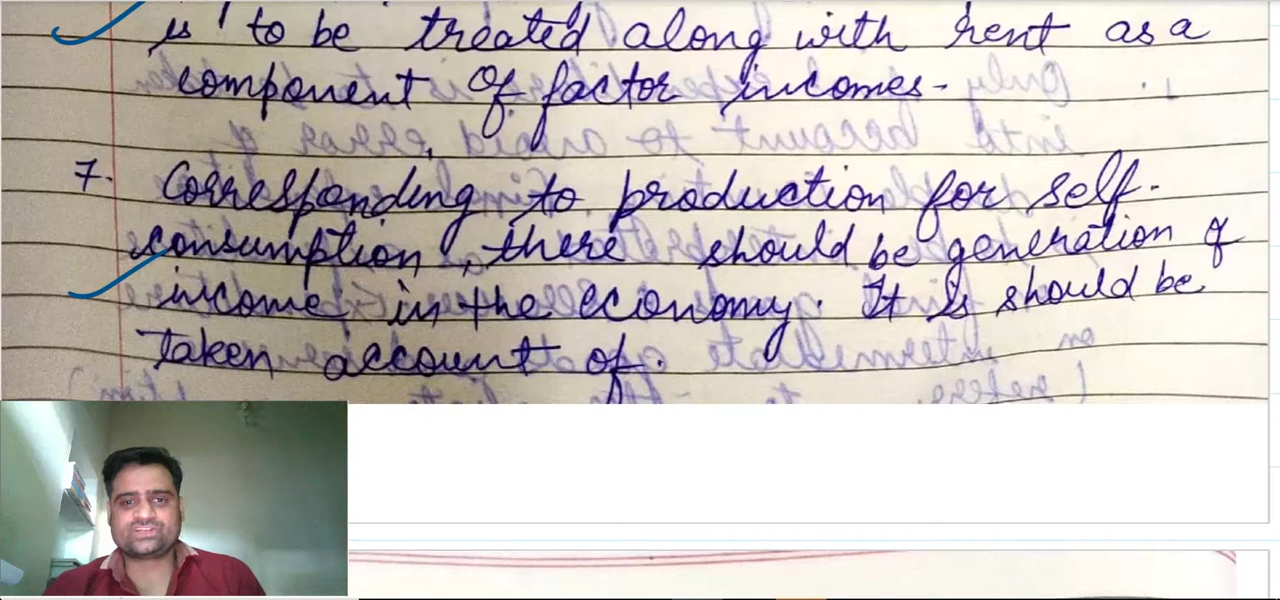 is to be treated along with rent as a
component of factor incomes-
7. Corresponding to production for self-
consumption, there should be generation of
income in the economy. It is should be
taken account of.